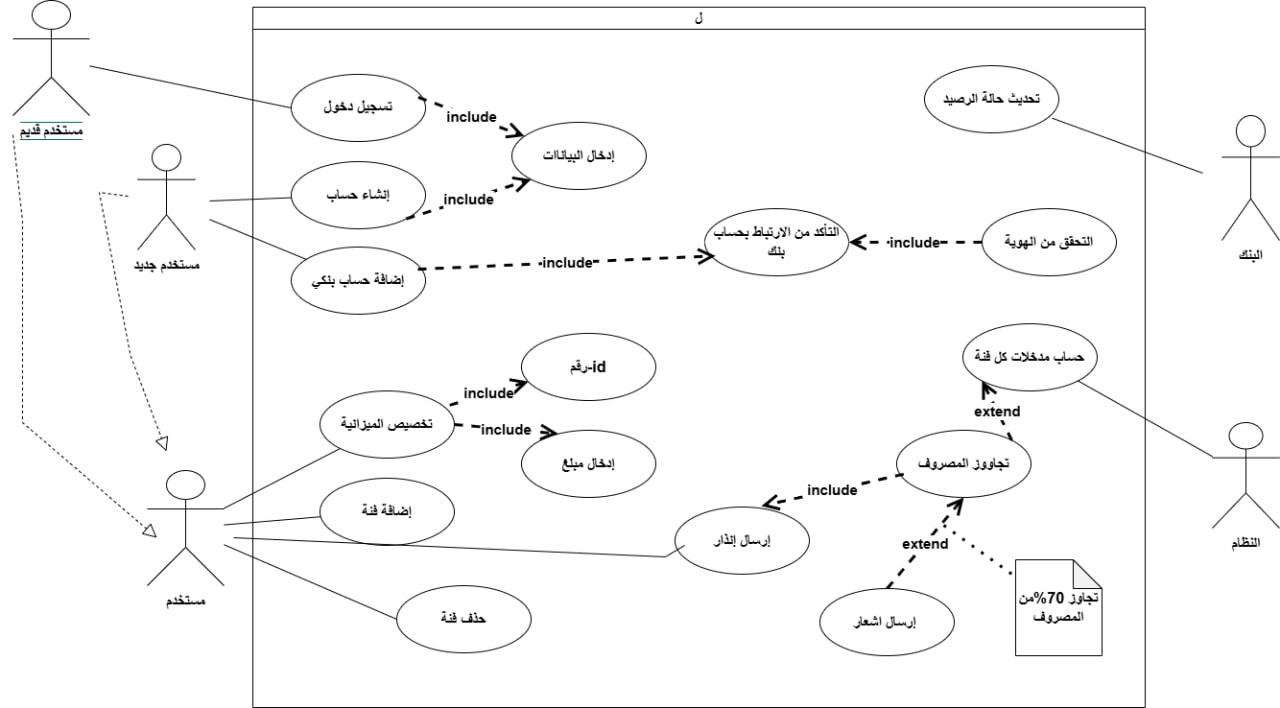 ل
مستخدم قديم
تسجيل دخول
include
إدخال البياناات
تحديث حالة الرصيد
مستخدم جديد
إنشاء حساب
include
البنك
إضافة حساب بنكي
include
التأكد من الارتباط بحساب
بنك
include
التحقق من الهوية
id-رقم
include
تخصيص الميزانية
include
إدخال مبلغ
حساب مدخلات كل فئة
extend
تجاووز المصروف
include
إضافة فئة
إرسال إنذار
extend
النظام
مستخدم
حذف فئة
إرسال اشعار
تجاوز 70%من
المصروف